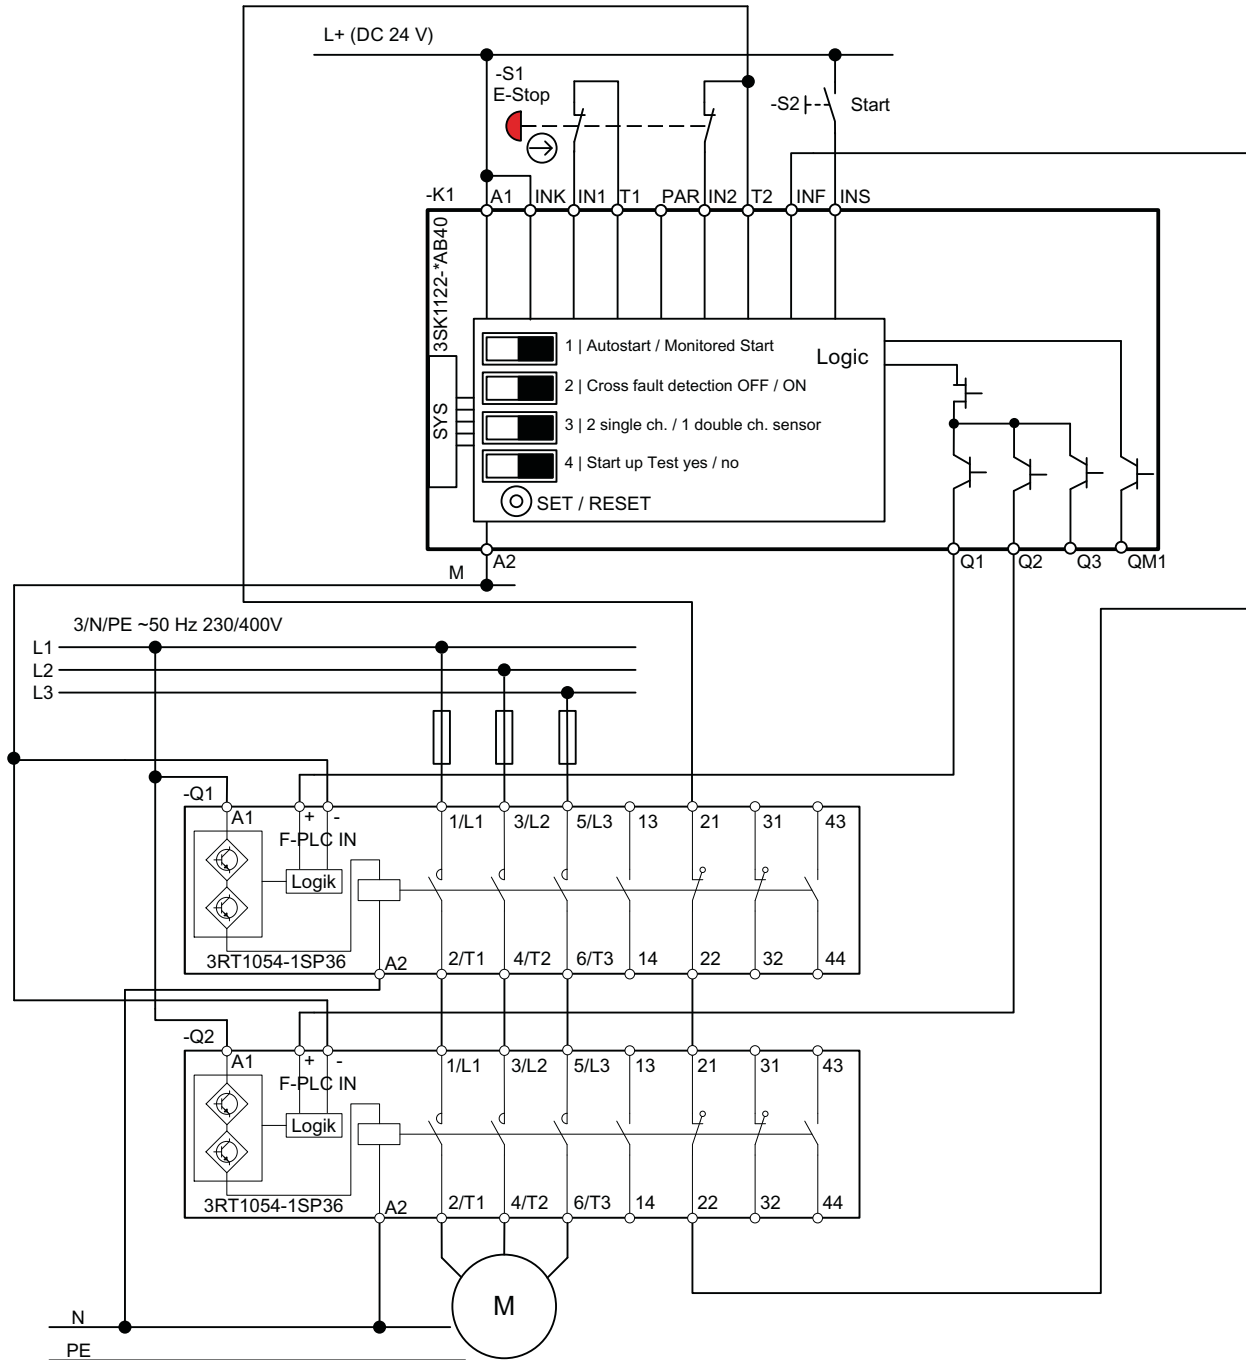 L+ (DC 24 V)
-S1
E-Stop
-S2
Start
-K1
A1
INK
IN1
T1
PAR
IN2
T2
INF
INS
3SK1122-*AB40
SYS
1 | Autostart / Monitored Start
Logic
2 | Cross fault detection OFF / ON
3 | 2 single ch. / 1 double ch. sensor
4 | Start up Test yes / no
SET / RESET
A2
Q1
Q2
Q3
QM1
M
3/N/PE ~50 Hz 230/400V
L1
L2
L3
-Q1
A1
+
-
1/L1
3/L2
5/L3
13
21
31
43
F-PLC IN
Logik
3RT1054-1SP36
A2
2/T1
4/T2
6/T3
14
22
32
44
-Q2
A1
+
-
1/L1
3/L2
5/L3
13
21
31
43
F-PLC IN
Logik
3RT1054-1SP36
A2
2/T1
4/T2
6/T3
14
22
32
44
M
N
PE